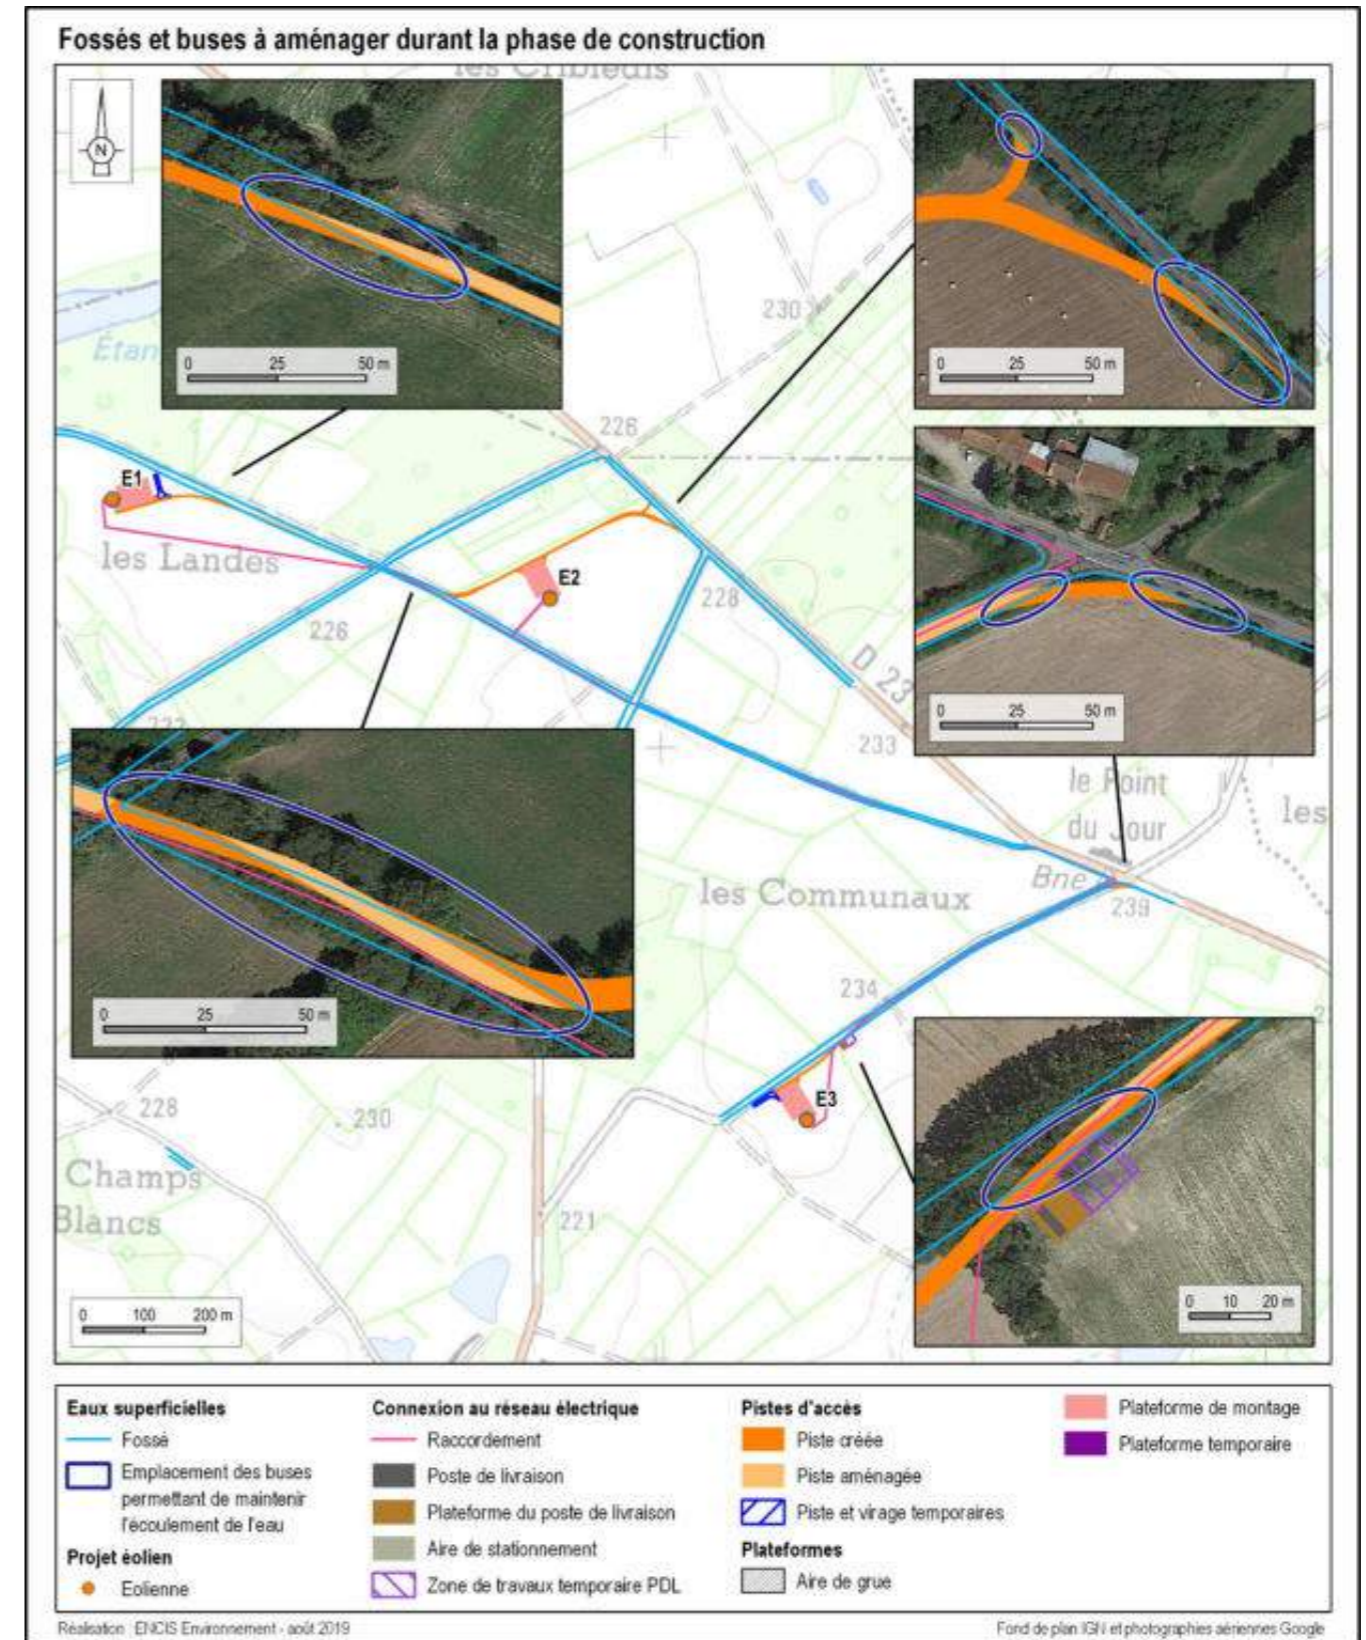 Fossés et buses à aménager durant la phase de construction
N
0 25 50 m
0 25 50 m
230
Étan
226
E1
les Landes
E2
226
228
D 23
0 25 50 m
233
le Point
du Jour
les
Bne
239
les Communaux
0 25 50 m
234
E3
228
230
Champs
Blancs
221
0 10 20 m
0 100 200 m
Eaux superficielles
Fossé
Emplacement des buses
permettant de maintenir
l'écoulement de l'eau
Projet éolien
Eolienne
Connexion au réseau électrique
Raccordement
Poste de livraison
Plateforme du poste de livraison
Aire de stationnement
Zone de travaux temporaire PDL
Pistes d'accès
Piste créée
Piste aménagée
Piste et virage temporaires
Plateformes
Aire de grue
Plateforme de montage
Plateforme temporaire
Réalisation : ENCIS Environnement - août 2019
Fond de plan IGN et photographies aériennes Google